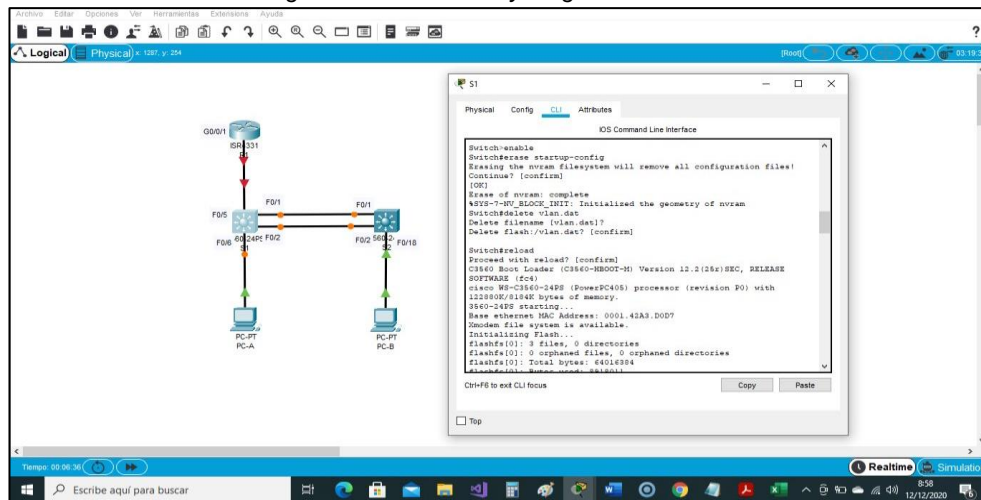 Archivo Editar Opciones Ver Herramientas Extensions Ayuda
?
Logical Physical x: 1287, y: 254 [Root] 03:19:3
S1
Physical Config CLI Attributes
IOS Command Line Interface
Switch>enable
Switch#erase startup-config
Erasing the nvram filesystem will remove all configuration files!
Continue? [confirm]
[OK]
Erase of nvram: complete
%SYS-7-NV_BLOCK_INIT: Initialized the geometry of nvram
Switch#delete vlan.dat
Delete filename [vlan.dat]?
Delete flash:/vlan.dat? [confirm]
Switch#reload
Proceed with reload? [confirm]
C3560 Boot Loader (C3560-HBOOT-M) Version 12.2(25r)SEC, RELEASE
SOFTWARE (fc4)
cisco WS-C3560-24PS (PowerPC405) processor (revision P0) with
122880K/8184K bytes of memory.
3560-24PS starting...
Base ethernet MAC Address: 0001.42A3.D0D7
Xmodem file system is available.
Initializing Flash...
flashfs[0]: 3 files, 0 directories
flashfs[0]: 0 orphaned files, 0 orphaned directories
flashfs[0]: Total bytes: 64016384
Ctrl+F6 to exit CLI focus Copy Paste
Top
G0/0/1
ISR4331
R1
F0/1 F0/1
F0/5
F0/6 F0/2 F0/2 F0/18
S1 S2
PC-PT PC-PT
PC-A PC-B
Tiempo: 00:06:36 Realtime Simulatio
Escribe aquí para buscar 8:58
12/12/2020